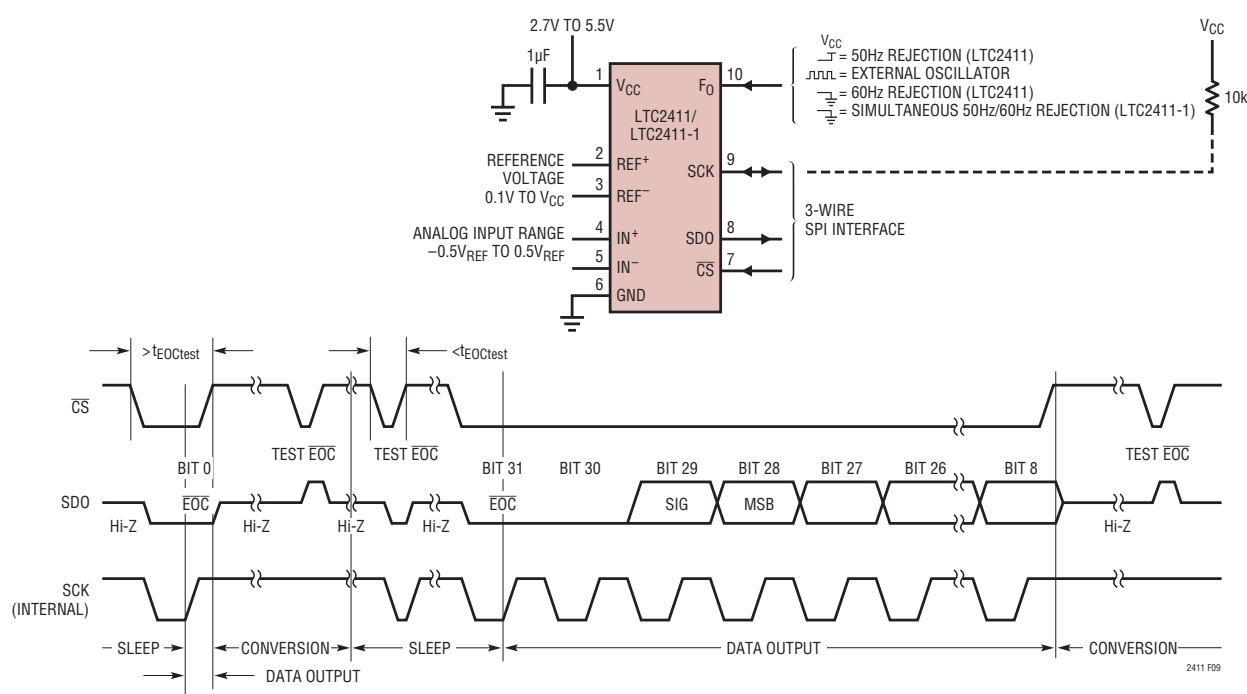 2.7V TO 5.5V
1µF
VCC
= 50Hz REJECTION (LTC2411)
= EXTERNAL OSCILLATOR
= 60Hz REJECTION (LTC2411)
= SIMULTANEOUS 50Hz/60Hz REJECTION (LTC2411-1)
VCC
10k
1
VCC
FO
10
LTC2411/
LTC2411-1
REFERENCE
VOLTAGE
0.1V TO VCC
2
REF+
3
REF−
SCK
9
ANALOG INPUT RANGE
−0.5VREF TO 0.5VREF
4
IN+
5
IN−
6
GND
SDO
8
CS
7
3-WIRE
SPI INTERFACE
>tEOCtest
<tEOCtest
CS
TEST EOC
TEST EOC
TEST EOC
BIT 0
BIT 31
BIT 30
BIT 29
BIT 28
BIT 27
BIT 26
BIT 8
SDO
EOC
EOC
SIG
MSB
Hi-Z
Hi-Z
Hi-Z
Hi-Z
Hi-Z
SCK
(INTERNAL)
SLEEP
CONVERSION
SLEEP
DATA OUTPUT
CONVERSION
DATA OUTPUT
2411 F09